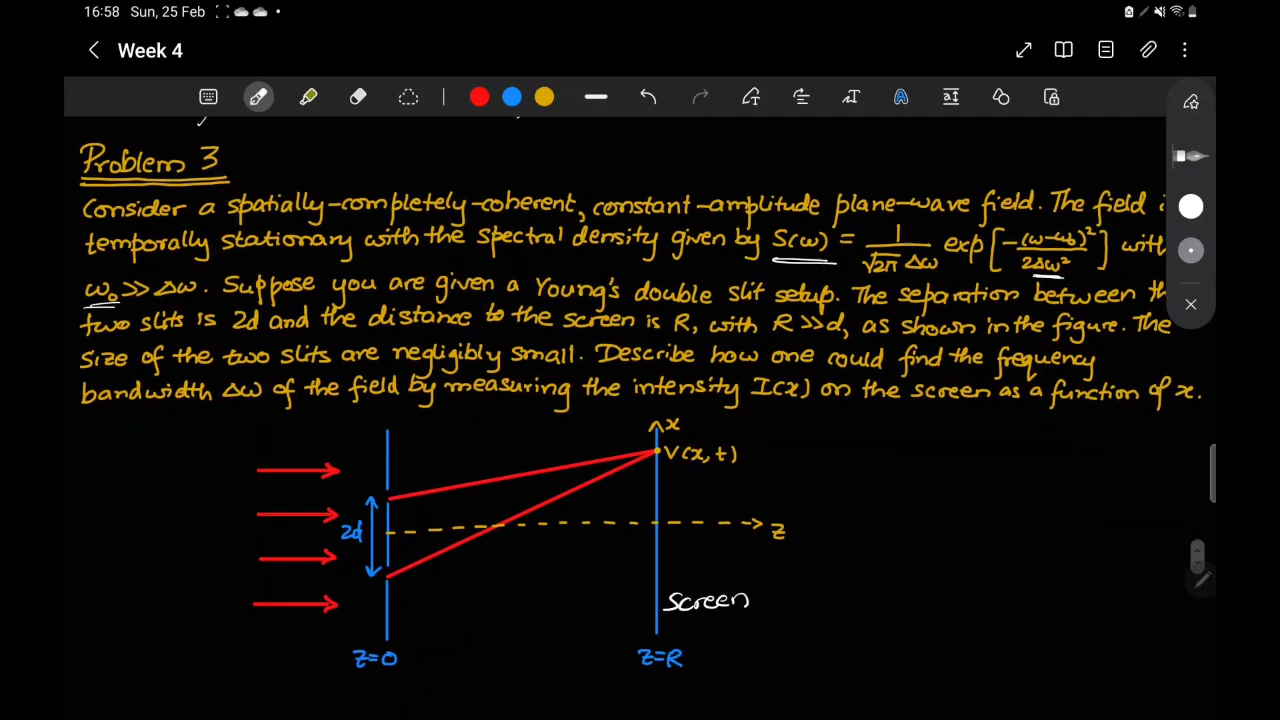 16:58 Sun, 25 Feb
Week 4
Problem 3
Consider a spatially-completely-coherent, constant-amplitude plane-wave field. The field i
temporally stationary with the spectral density given by S(ω) = 1/(√2π Δω) exp[-(ω-ω₀)²/2Δω²] with
ω₀ >> Δω. Suppose you are given a Young's double slit setup. The separation between th
two slits is 2d and the distance to the screen is R, with R >> d, as shown in the figure. The
size of the two slits are negligibly small. Describe how one could find the frequency
bandwidth Δω of the field by measuring the intensity I(x) on the screen as a function of x.
x
V(x,t)
2d
z
Screen
z=0
z=R